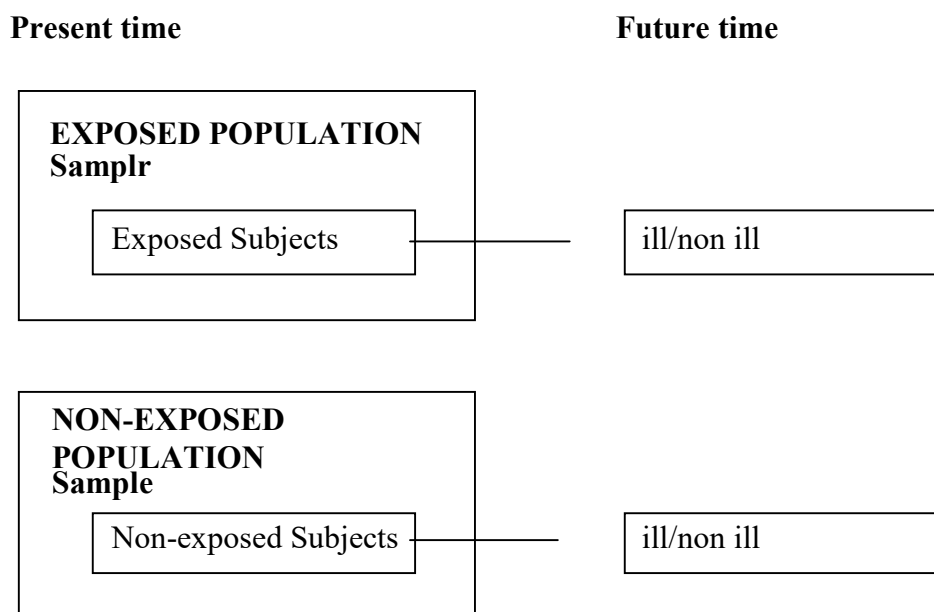 Present time
Future time
EXPOSED POPULATION
Samplr
Exposed Subjects
ill/non ill
NON-EXPOSED
POPULATION
Sample
Non-exposed Subjects
ill/non ill